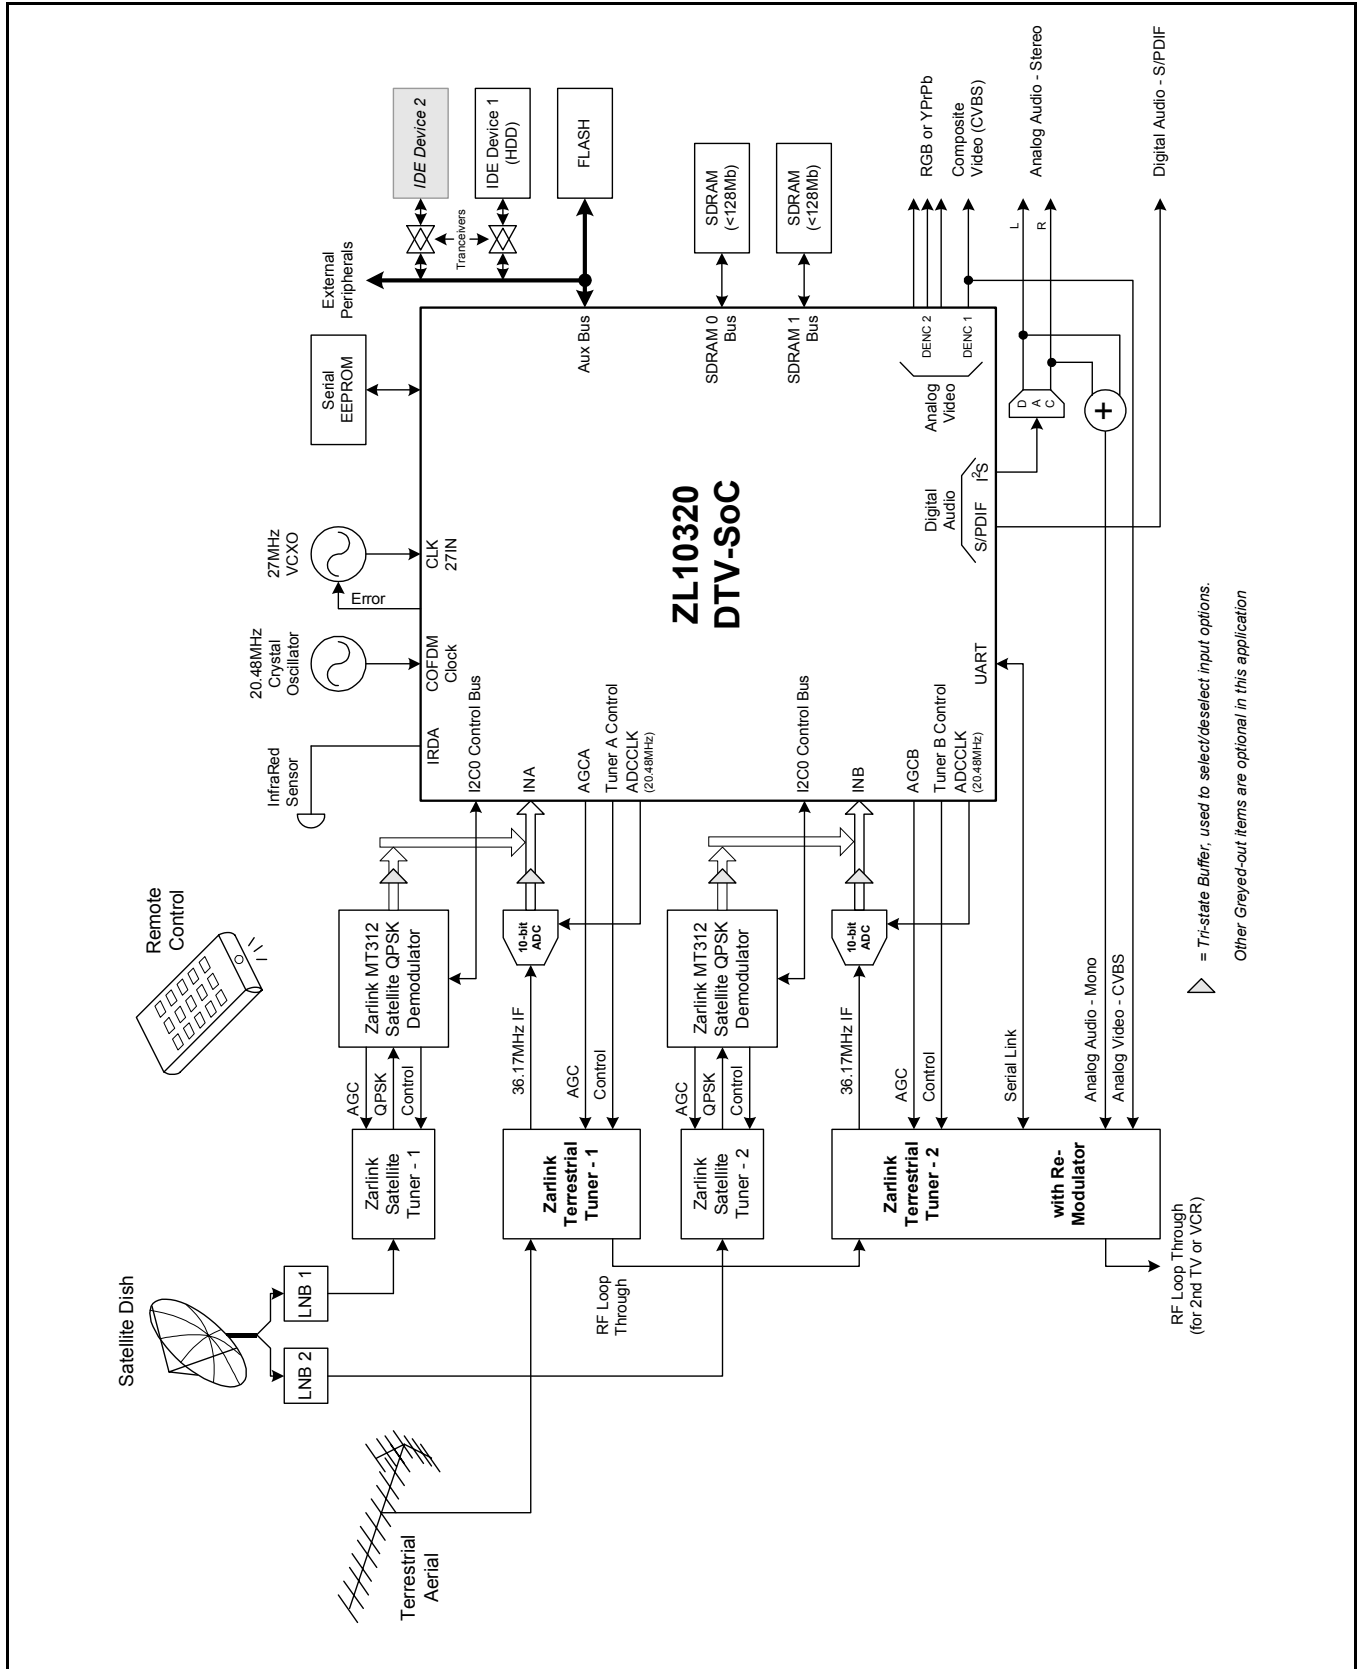 Satellite Dish
LNB 1
LNB 2
Terrestrial
Aerial
Remote
Control
InfraRed
Sensor
20.48MHz
Crystal
Oscillator
27MHz
VCXO
Error
Serial
EEPROM
External
Peripherals
IDE Device 2
IDE Device 1
(HDD)
Tranceivers
FLASH
Zarlink
Satellite
Tuner - 1
AGC
QPSK
Control
Zarlink MT312
Satellite QPSK
Demodulator
Zarlink
Terrestrial
Tuner - 1
RF Loop
Through
36.17MHz IF
AGC
Control
10-bit
ADC
Zarlink
Satellite
Tuner - 2
AGC
QPSK
Control
Zarlink MT312
Satellite QPSK
Demodulator
Zarlink
Terrestrial
Tuner - 2
with Re-
Modulator
RF Loop Through
(for 2nd TV or VCR)
36.17MHz IF
AGC
Control
10-bit
ADC
Serial Link
Analog Audio - Mono
Analog Video - CVBS
IRDA
COFDM
Clock
CLK
27IN
I2C0 Control Bus
INA
AGCA
Tuner A Control
ADCCLK
(20.48MHz)
I2C0 Control Bus
INB
AGCB
Tuner B Control
ADCCLK
(20.48MHz)
ZL10320
DTV-SoC
Aux Bus
SDRAM 0
Bus
SDRAM 1
Bus
SDRAM
(<128Mb)
SDRAM
(<128Mb)
UART
Digital
Audio
S/PDIF
I²S
Analog
Video
DENC 2
DENC 1
D
A
C
+
L
R
RGB or YPrPb
Composite
Video (CVBS)
Analog Audio - Stereo
Digital Audio - S/PDIF
= Tri-state Buffer, used to select/deselect input options.
Other Greyed-out items are optional in this application